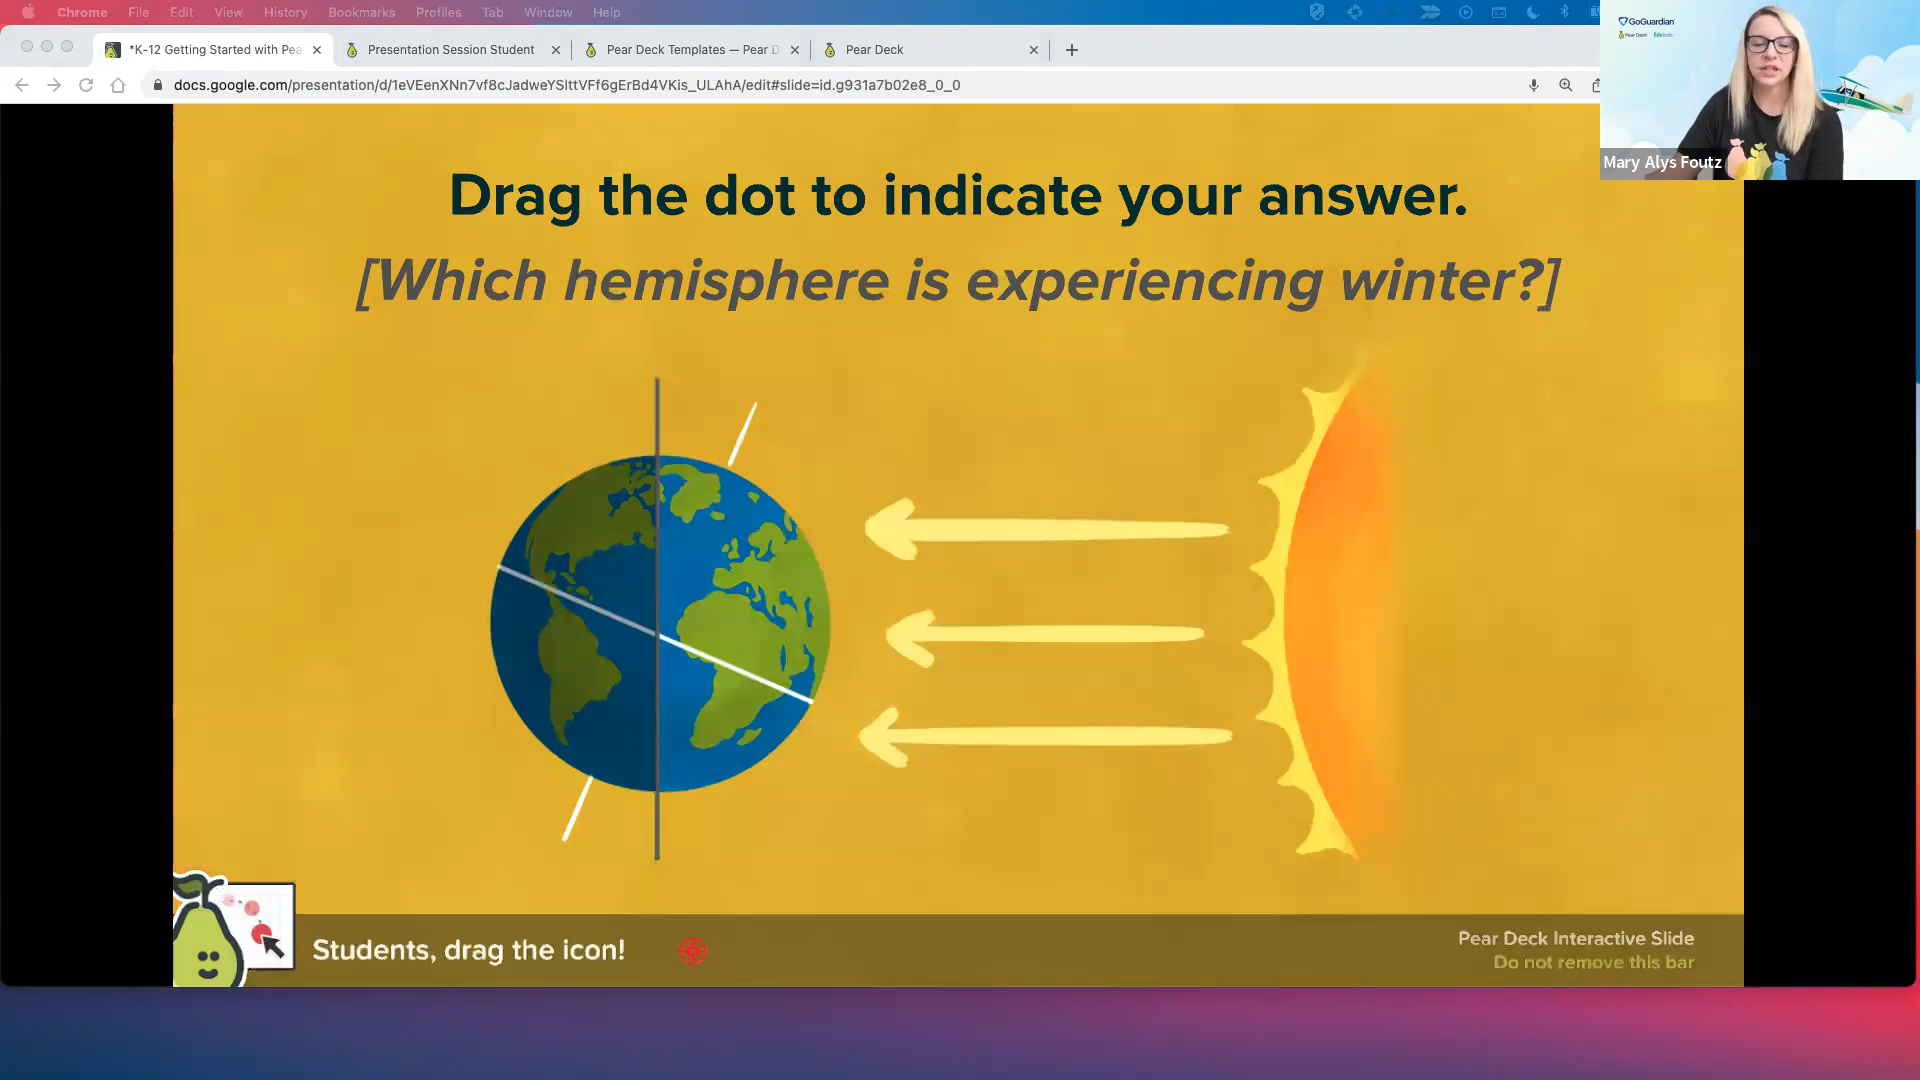 Chrome File Edit View History Bookmarks Profiles Tab Window Help
*K-12 Getting Started with Pea
Presentation Session Student
Pear Deck Templates — Pear D
Pear Deck
docs.google.com/presentation/d/1eVEenXNn7vf8cJadweYSlttVFf6gErBd4VKis_ULAhA/edit#slide=id.g931a7b02e8_0_0
GoGuardian
Pear Deck Edulastic
Mary Alys Foutz
Drag the dot to indicate your answer.
[Which hemisphere is experiencing winter?]
Students, drag the icon!
Pear Deck Interactive Slide
Do not remove this bar